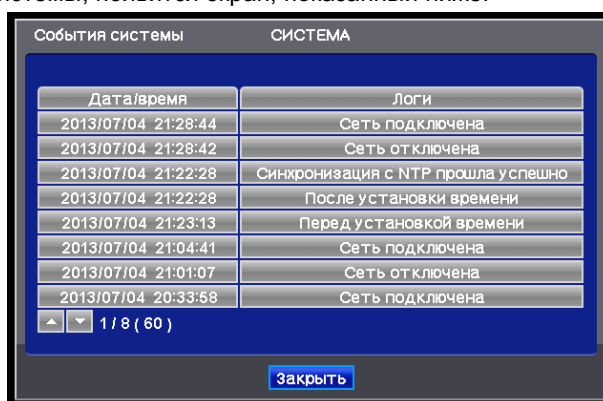 События системы СИСТЕМА
Дата/время Логи
2013/07/04 21:28:44 Сеть подключена
2013/07/04 21:28:42 Сеть отключена
2013/07/04 21:22:28 Синхронизация с NTP прошла успешно
2013/07/04 21:22:28 После установки времени
2013/07/04 21:23:13 Перед установкой времени
2013/07/04 21:04:41 Сеть подключена
2013/07/04 21:01:07 Сеть отключена
2013/07/04 20:33:58 Сеть подключена
1 / 8 ( 60 )
Закрыть